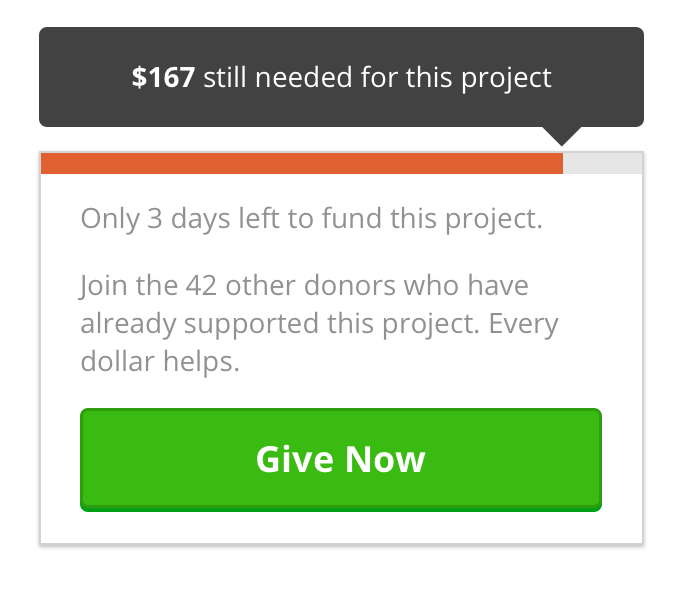 $167 still needed for this project
Only 3 days left to fund this project.
Join the 42 other donors who have
already supported this project. Every
dollar helps.
Give Now